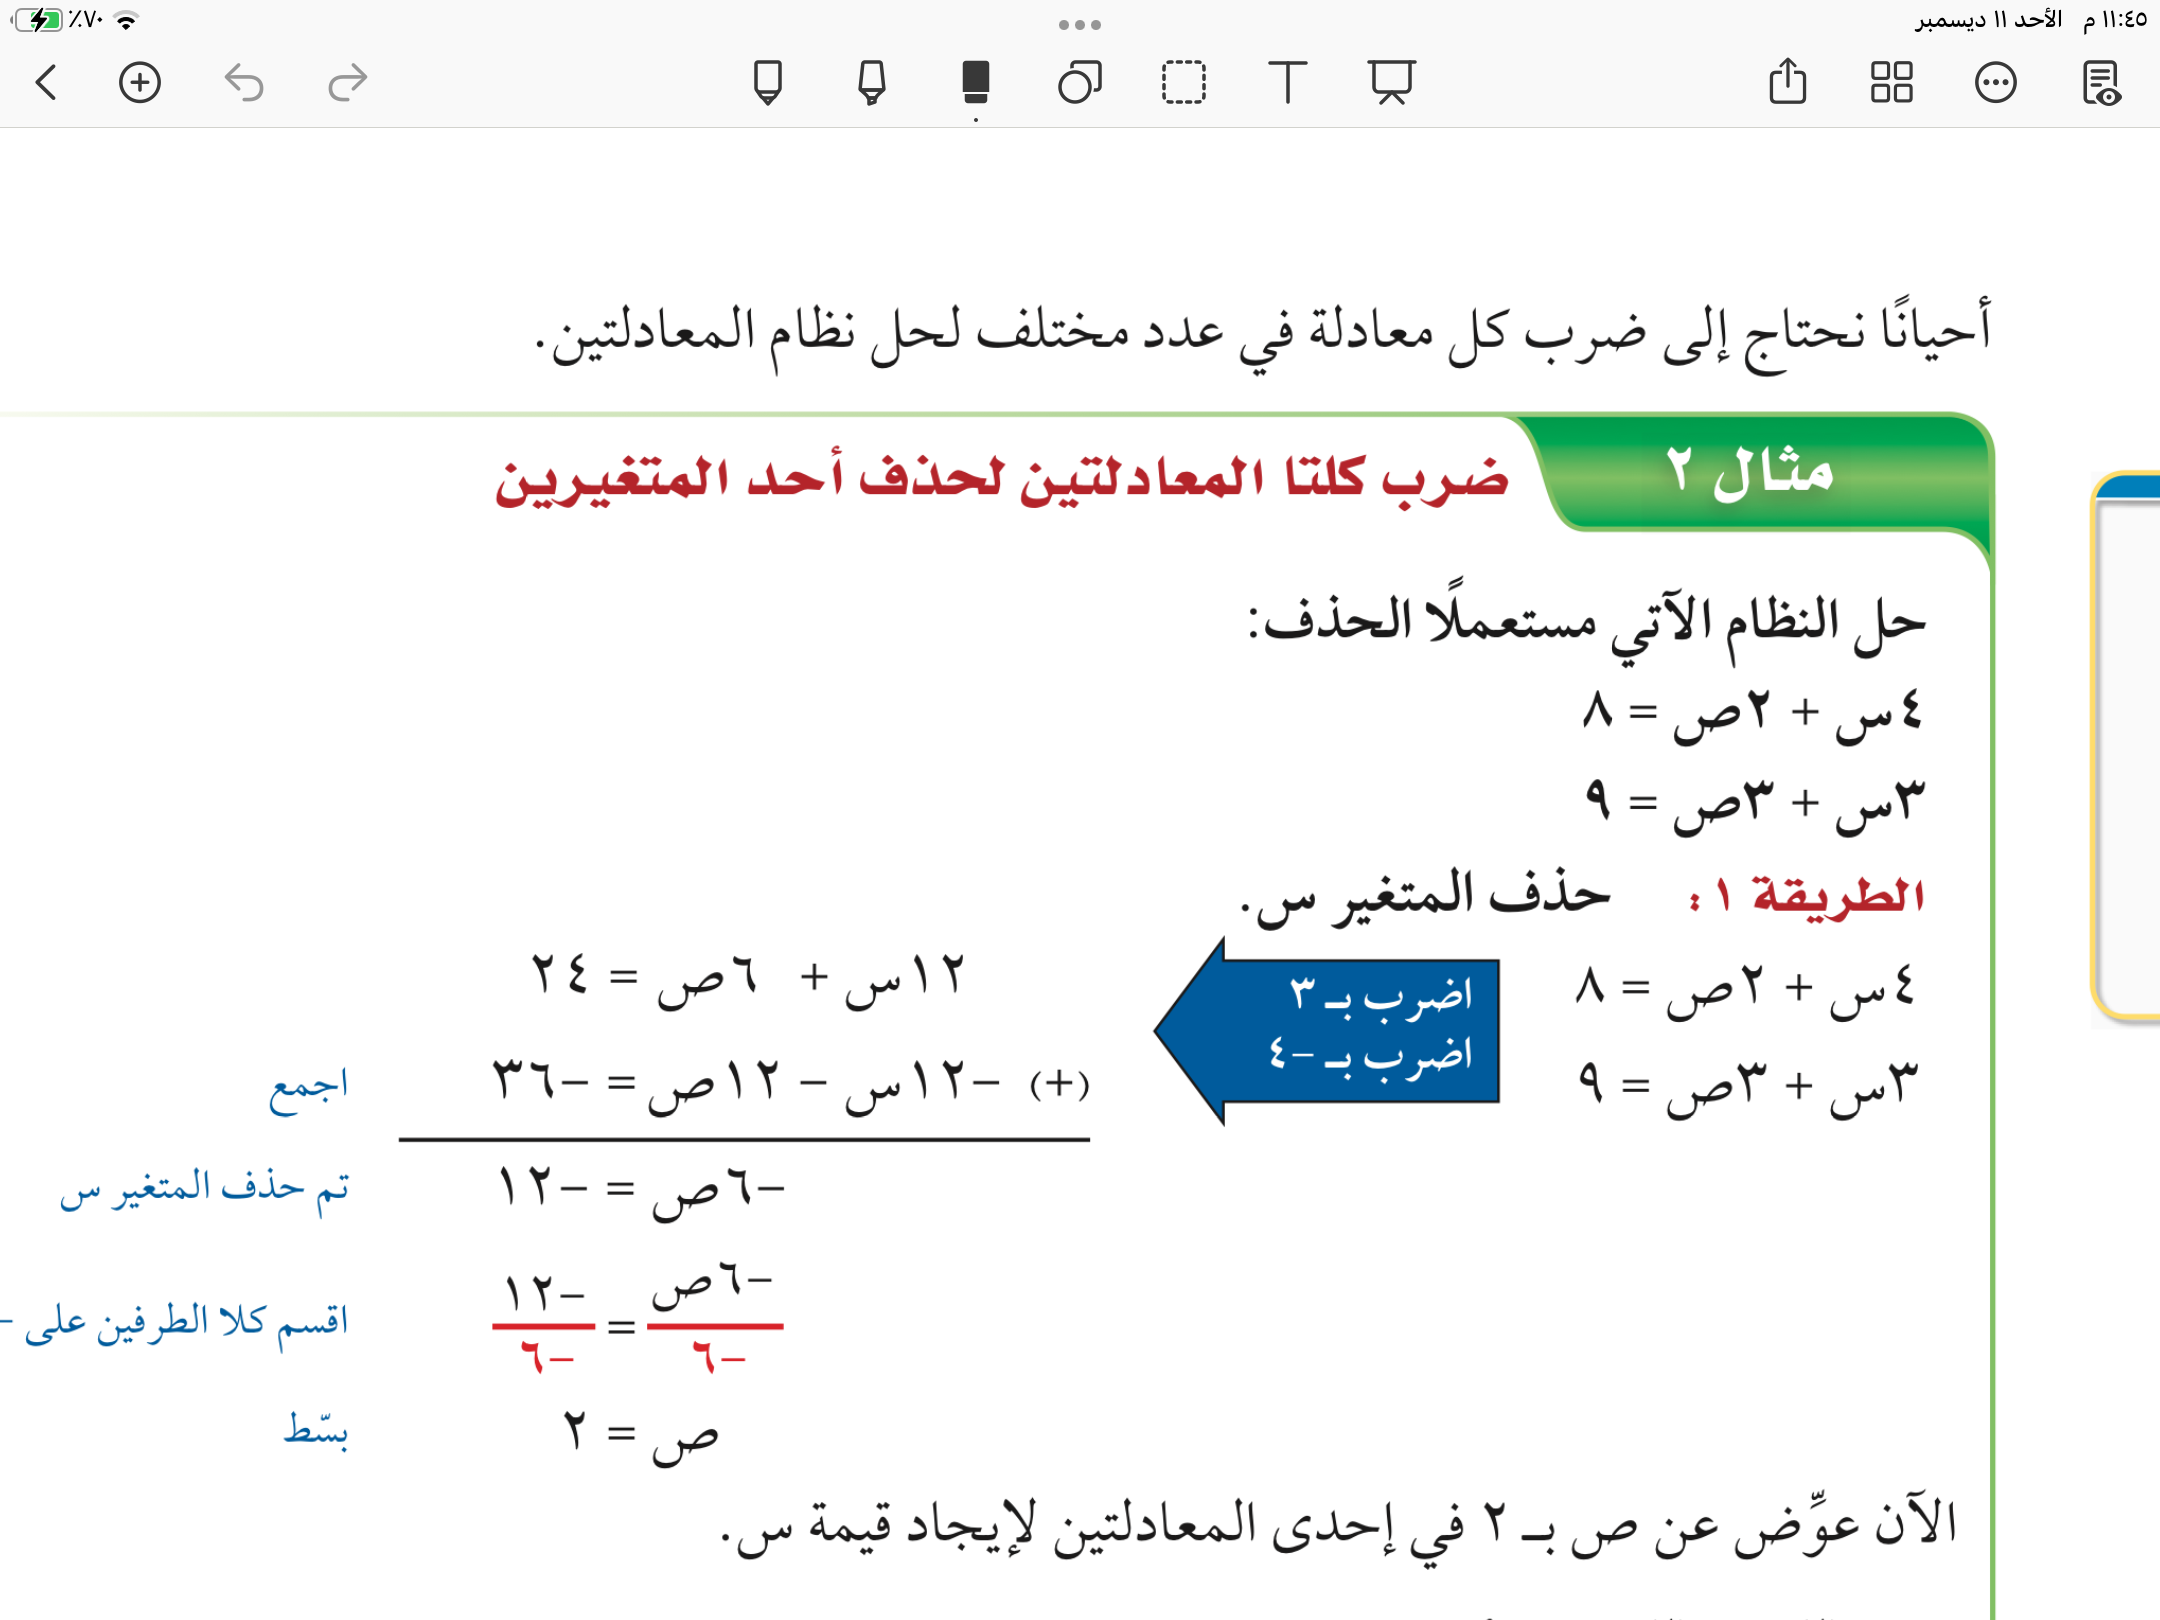 ١١:٤٥ م الأحد ١١ ديسمبر
٧٠٪
أحيانًا نحتاج إلى ضرب كل معادلة في عدد مختلف لحل نظام المعادلتين.
مثال ٢ ضرب كلتا المعادلتين لحذف أحد المتغيرين
حل النظام الآتي مستعملًا الحذف:
٤س + ٢ص = ٨
٣س + ٣ص = ٩
الطريقة ١: حذف المتغير س.
٤س + ٢ص = ٨ اضرب بـ ٣ ١٢س + ٦ص = ٢٤
٣س + ٣ص = ٩ اضرب بـ -٤ (+) -١٢س - ١٢ص = -٣٦ اجمع
-٦ص = -١٢ تم حذف المتغير س
-٦ص = -١٢ اقسم كلا الطرفين على -
-٦ -٦
ص = ٢ بسّط
الآن عوِّض عن ص بـ ٢ في إحدى المعادلتين لإيجاد قيمة س.